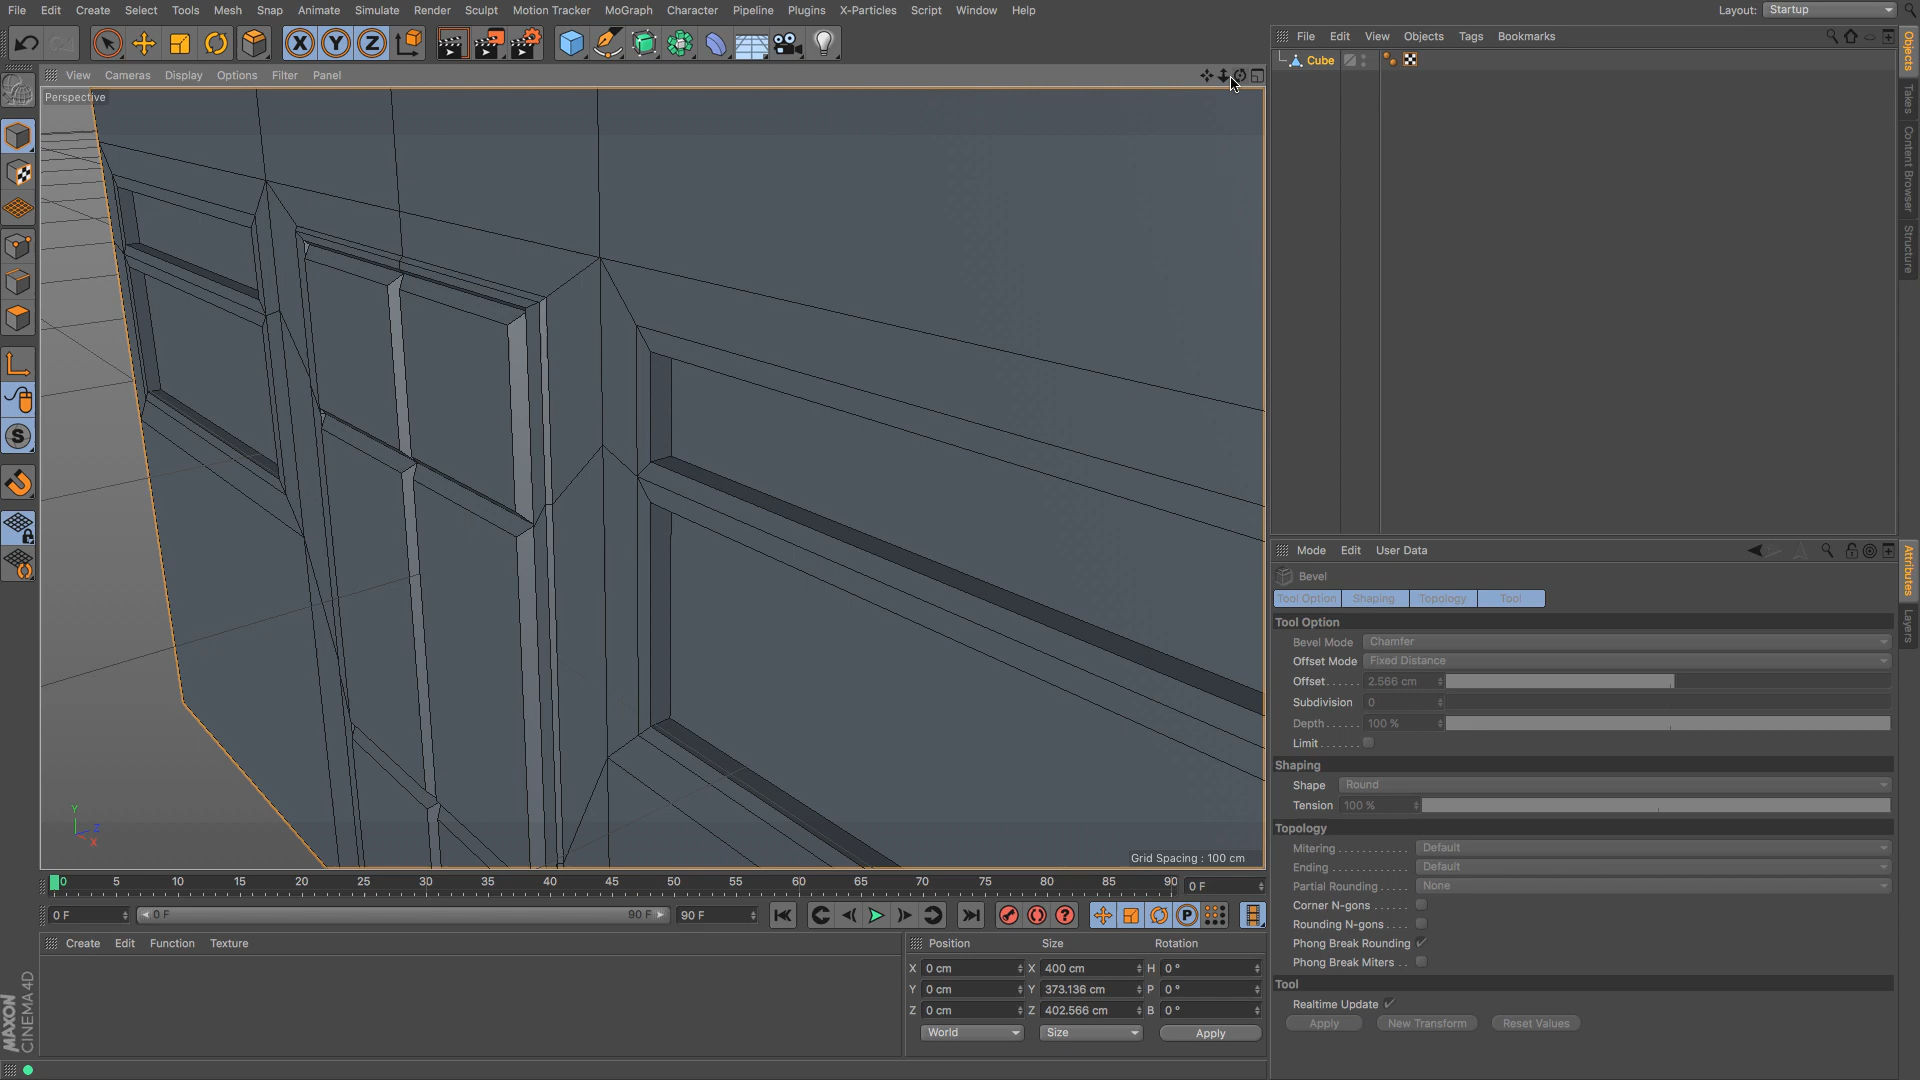 File Edit Create Select Tools Mesh Snap Animate Simulate Render Sculpt Motion Tracker MoGraph Character Pipeline Plugins X-Particles Script Window Help
Layout: Startup
X Y Z
File Edit View Objects Tags Bookmarks
View Cameras Display Options Filter Panel
Cube
Perspective
Objects
Takes
Content Browser
Structure
S
Mode Edit User Data
Bevel
Tool Option Shaping Topology Tool
Tool Option
Bevel Mode Chamfer
Offset Mode Fixed Distance
Offset...... 2.566 cm
Subdivision 0
Depth...... 100 %
Limit.......
Shaping
Shape Round
Tension 100 %
Topology
Mitering............ Default
Ending............. Default
Partial Rounding..... None
Corner N-gons......
Rounding N-gons....
Phong Break Rounding
Phong Break Miters..
Tool
Realtime Update
Apply New Transform Reset Values
Attributes
Layers
Y
Z
X
Grid Spacing : 100 cm
0 5 10 15 20 25 30 35 40 45 50 55 60 65 70 75 80 85 90 0 F
0 F 0 F 90 F 90 F
P
Create Edit Function Texture
Position Size Rotation
X 0 cm X 400 cm H 0 °
Y 0 cm Y 373.136 cm P 0 °
Z 0 cm Z 402.566 cm B 0 °
World Size Apply
MAXON
CINEMA 4D